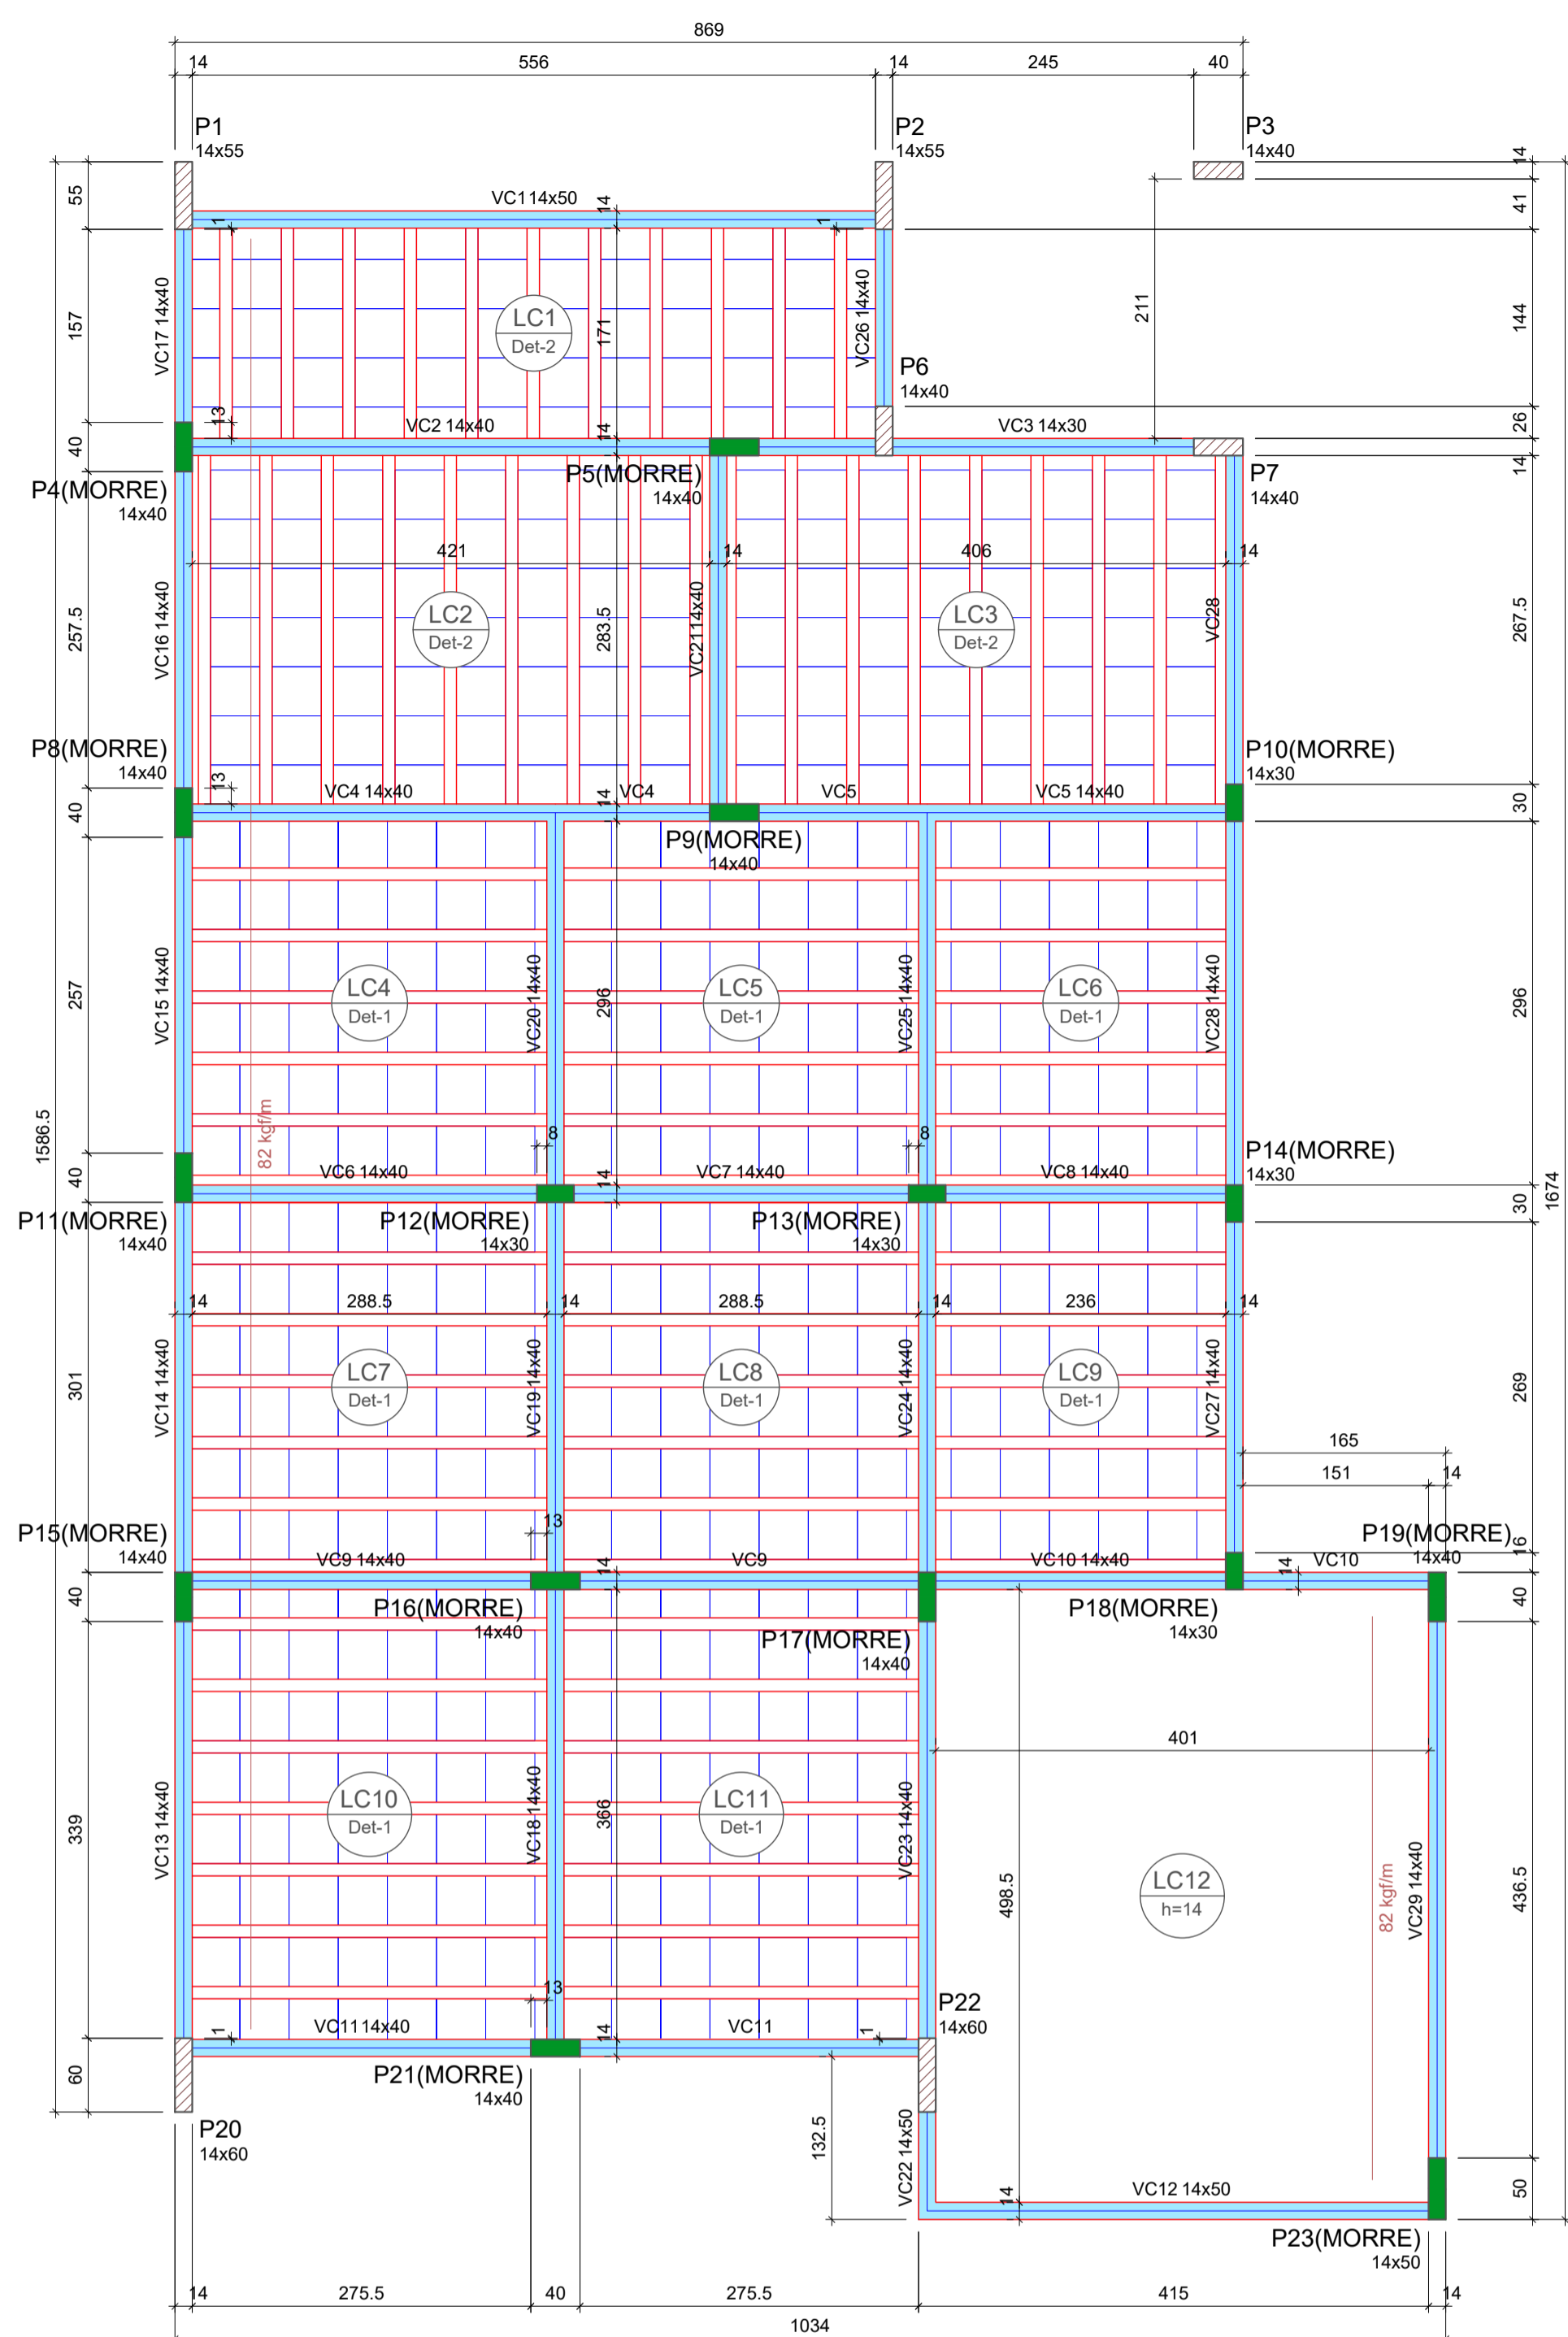 869
14 556 14 245 40
P1
14x55
P2
14x55
P3
14x40
14
55
VC1 14x50
14
41
1
1
VC17 14x40
157
LC1
Det-2
171
VC26 14x40
211
144
P6
14x40
13
26
VC2 14x40
14
VC3 14x30
40
14
P4(MORRE)
14x40
P5(MORRE)
14x40
P7
14x40
421 14 406 14
257.5
VC16 14x40
LC2
Det-2
283.5
VC21 14x40
LC3
Det-2
VC28
267.5
P8(MORRE)
14x40
P10(MORRE)
14x30
13
VC4 14x40
VC4
VC5
VC5 14x40
40
14
30
P9(MORRE)
14x40
257
VC15 14x40
LC4
Det-1
VC20 14x40
296
LC5
Det-1
VC25 14x40
LC6
Det-1
VC28 14x40
296
1586.5
82 kgf/m
8
8
P14(MORRE)
14x30
40
VC6 14x40
14
VC7 14x40
VC8 14x40
30
1674
P11(MORRE)
14x40
P12(MORRE)
14x30
P13(MORRE)
14x30
14 288.5 14 288.5 14 236 14
301
VC14 14x40
LC7
Det-1
VC19 14x40
LC8
Det-1
VC24 14x40
LC9
Det-1
VC27 14x40
269
165
151 14
13
P15(MORRE)
14x40
P19(MORRE)
14x40
16
VC9 14x40
14
VC9
VC10 14x40
14
VC10
40
40
P16(MORRE)
14x40
P17(MORRE)
14x40
P18(MORRE)
14x30
401
339
VC13 14x40
LC10
Det-1
VC18 14x40
366
LC11
Det-1
VC23 14x40
498.5
LC12
h=14
82 kgf/m
VC29 14x40
436.5
13
P22
14x60
1
VC11 14x40
14
VC11
1
60
P21(MORRE)
14x40
P20
14x60
132.5
VC22 14x50
14
VC12 14x50
50
P23(MORRE)
14x50
14 275.5 40 275.5 415 14
1034